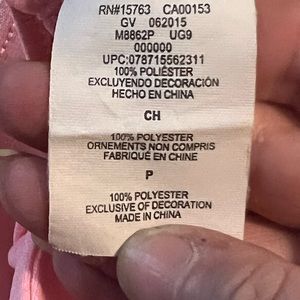 RN#15763 CA00153
GV 062015
M8862P UG9
000000
UPC:078715562311
100% POLIÉSTER
EXCLUYENDO DECORACIÓN
HECHO EN CHINA
CH
100% POLYESTER
ORNEMENTS NON COMPRIS
FABRIQUÉ EN CHINE
P
100% POLYESTER
EXCLUSIVE OF DECORATION
MADE IN CHINA